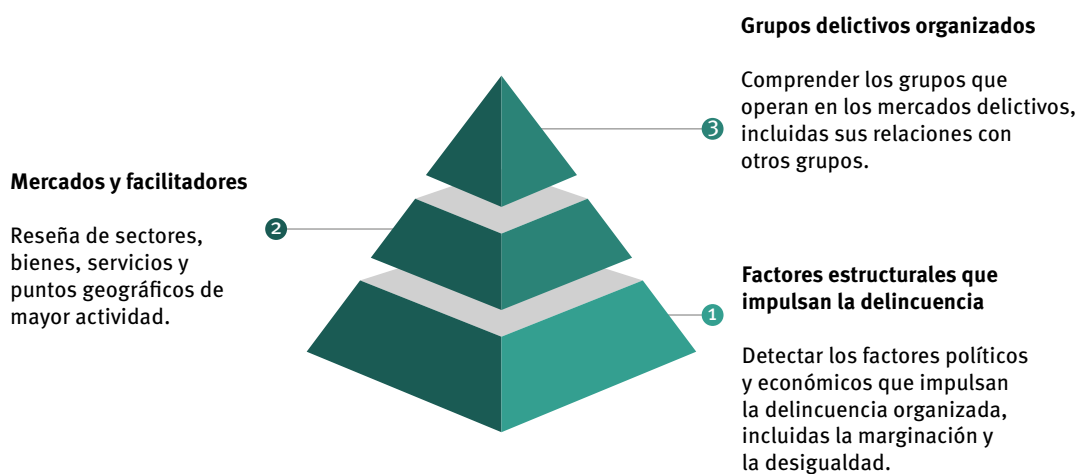 Grupos delictivos organizados
Comprender los grupos que
operan en los mercados delictivos,
incluidas sus relaciones con
otros grupos.
3
Mercados y facilitadores
Reseña de sectores,
bienes, servicios y
puntos geográficos de
mayor actividad.
2
Factores estructurales que
impulsan la delincuencia
1
Detectar los factores políticos
y económicos que impulsan
la delincuencia organizada,
incluidas la marginación y
la desigualdad.